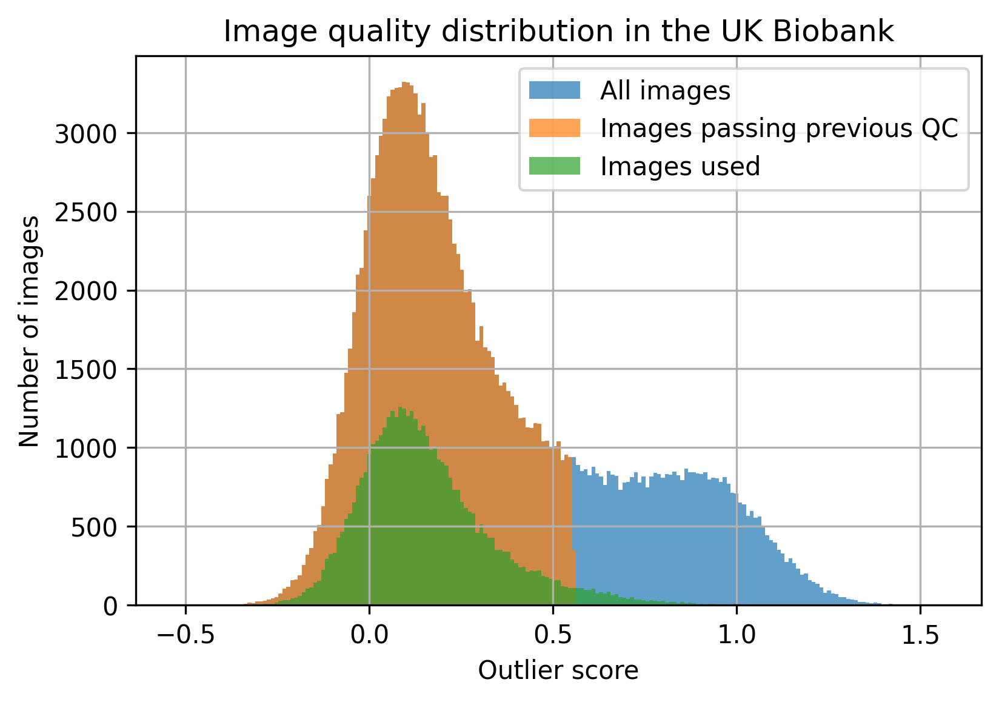 Image quality distribution in the UK Biobank
All images
Images passing previous QC
Images used
3000
2500
2000
1500
1000
500
0
Number of images
−0.5 0.0 0.5 1.0 1.5
Outlier score